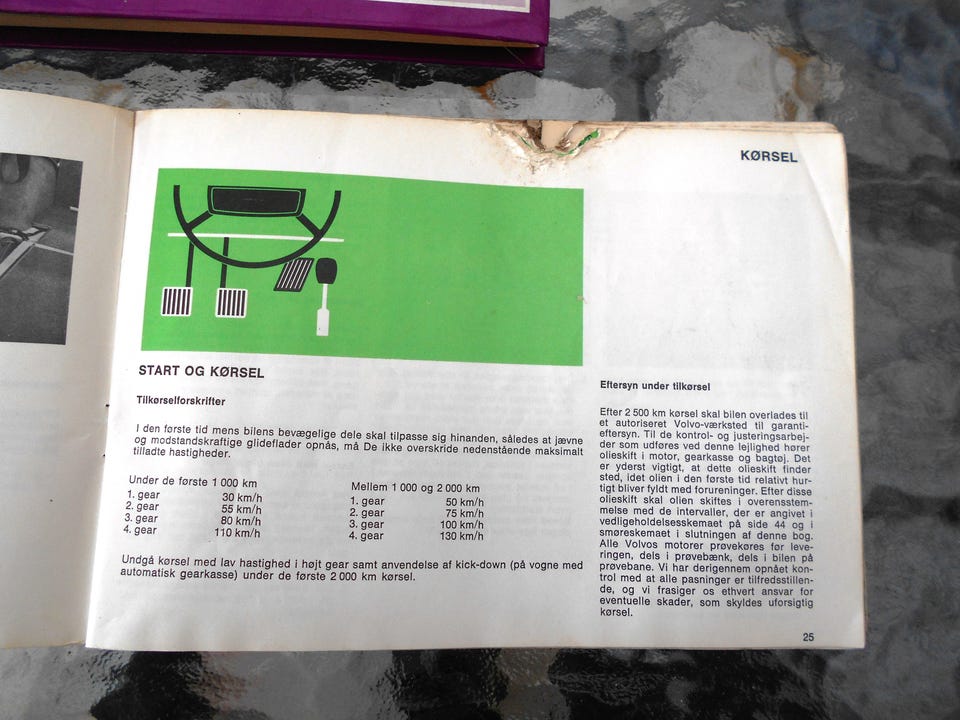 KØRSEL
START OG KØRSEL
Tilkørselforskrifter
I den første tid mens bilens bevægelige dele skal tilpasse sig hinanden, således at jævne
og modstandskraftige glideflader opnås, må De ikke overskride nedenstående maksimalt
tilladte hastigheder.
Under de første 1 000 km
1. gear 30 km/h
2. gear 55 km/h
3. gear 80 km/h
4. gear 110 km/h
Mellem 1 000 og 2 000 km
1. gear 50 km/h
2. gear 75 km/h
3. gear 100 km/h
4. gear 130 km/h
Undgå kørsel med lav hastighed i højt gear samt anvendelse af kick-down (på vogne med
automatisk gearkasse) under de første 2 000 km kørsel.
Eftersyn under tilkørsel
Efter 2 500 km kørsel skal bilen overlades til
et autoriseret Volvo-værksted til garanti-
eftersyn. Til de kontrol- og justeringsarbej-
der som udføres ved denne lejlighed hører
olieskift i motor, gearkasse og bagtøj. Det
er yderst vigtigt, at dette olieskift finder
sted, idet olien i den første tid relativt hur-
tigt bliver fyldt med forureninger. Efter disse
olieskift skal olien skiftes i overensstem-
melse med de intervaller, der er angivet i
vedligeholdelsesskemaet på side 44 og i
smøreskemaet i slutningen af denne bog.
Alle Volvos motorer prøvekøres før leve-
ringen, dels i prøvebænk, dels i bilen på
prøvebane. Vi har derigennem opnået kon-
trol med at alle pasninger er tilfredsstillen-
de, og vi frasiger os ethvert ansvar for
eventuelle skader, som skyldes uforsigtig
kørsel.
25